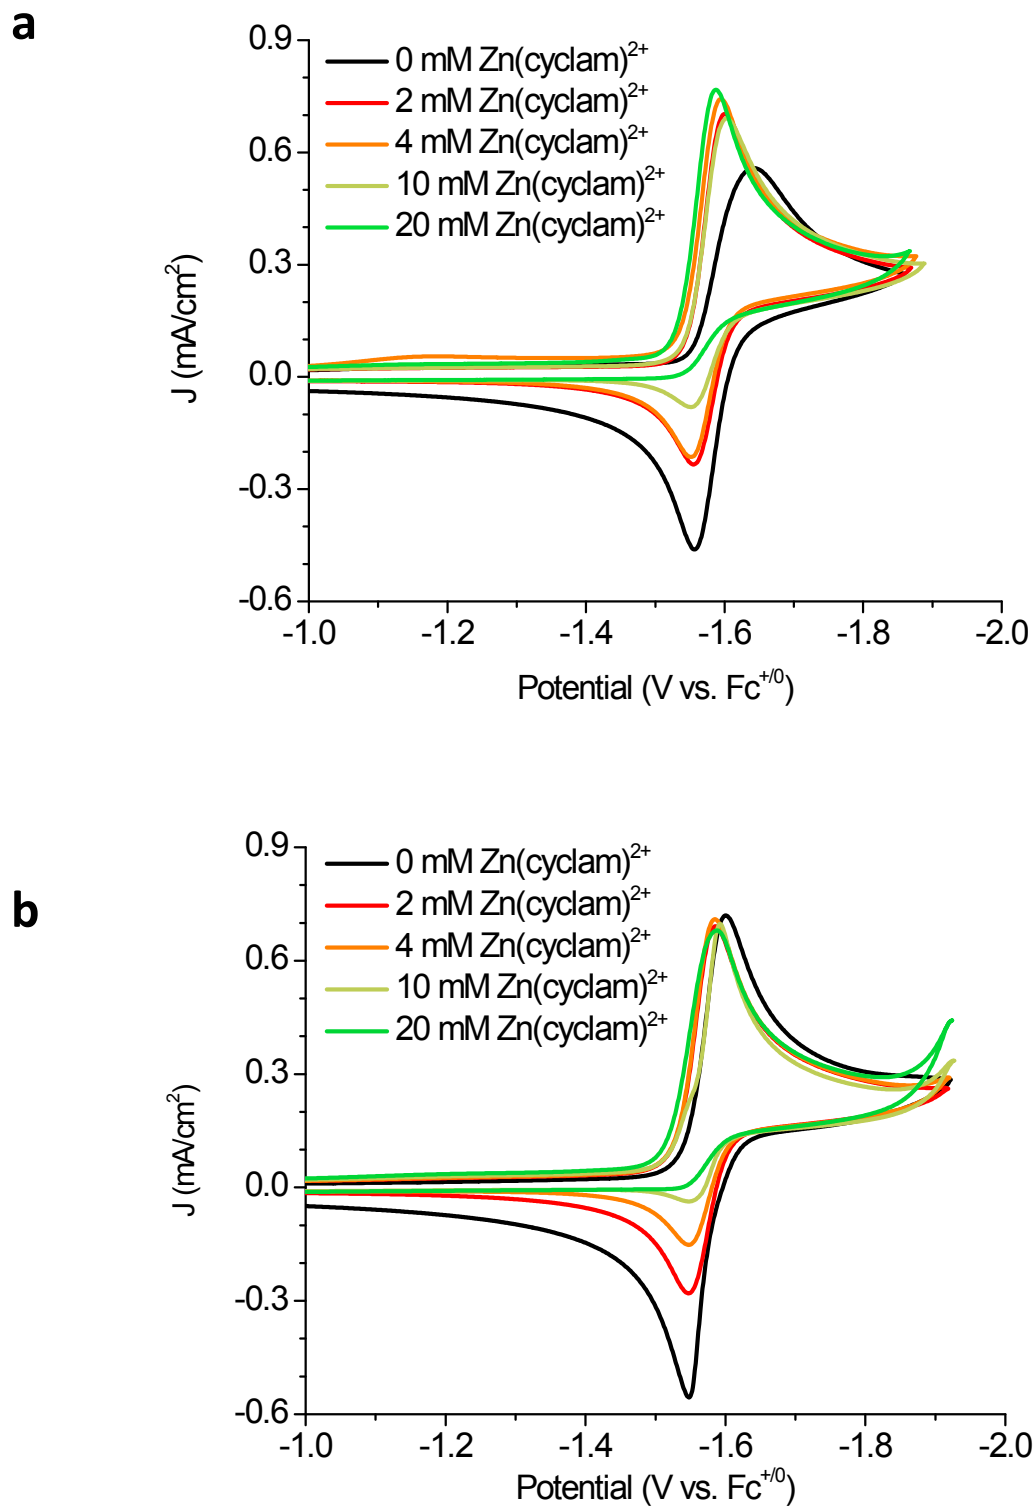 a
0.9
0.6
0.3
0.0
-0.3
-0.6
J (mA/cm²)
0 mM Zn(cyclam)²⁺
2 mM Zn(cyclam)²⁺
4 mM Zn(cyclam)²⁺
10 mM Zn(cyclam)²⁺
20 mM Zn(cyclam)²⁺
-1.0 -1.2 -1.4 -1.6 -1.8 -2.0
Potential (V vs. Fc⁺ᐟ⁰)
b
0.9
0.6
0.3
0.0
-0.3
-0.6
J (mA/cm²)
0 mM Zn(cyclam)²⁺
2 mM Zn(cyclam)²⁺
4 mM Zn(cyclam)²⁺
10 mM Zn(cyclam)²⁺
20 mM Zn(cyclam)²⁺
-1.0 -1.2 -1.4 -1.6 -1.8 -2.0
Potential (V vs. Fc⁺ᐟ⁰)